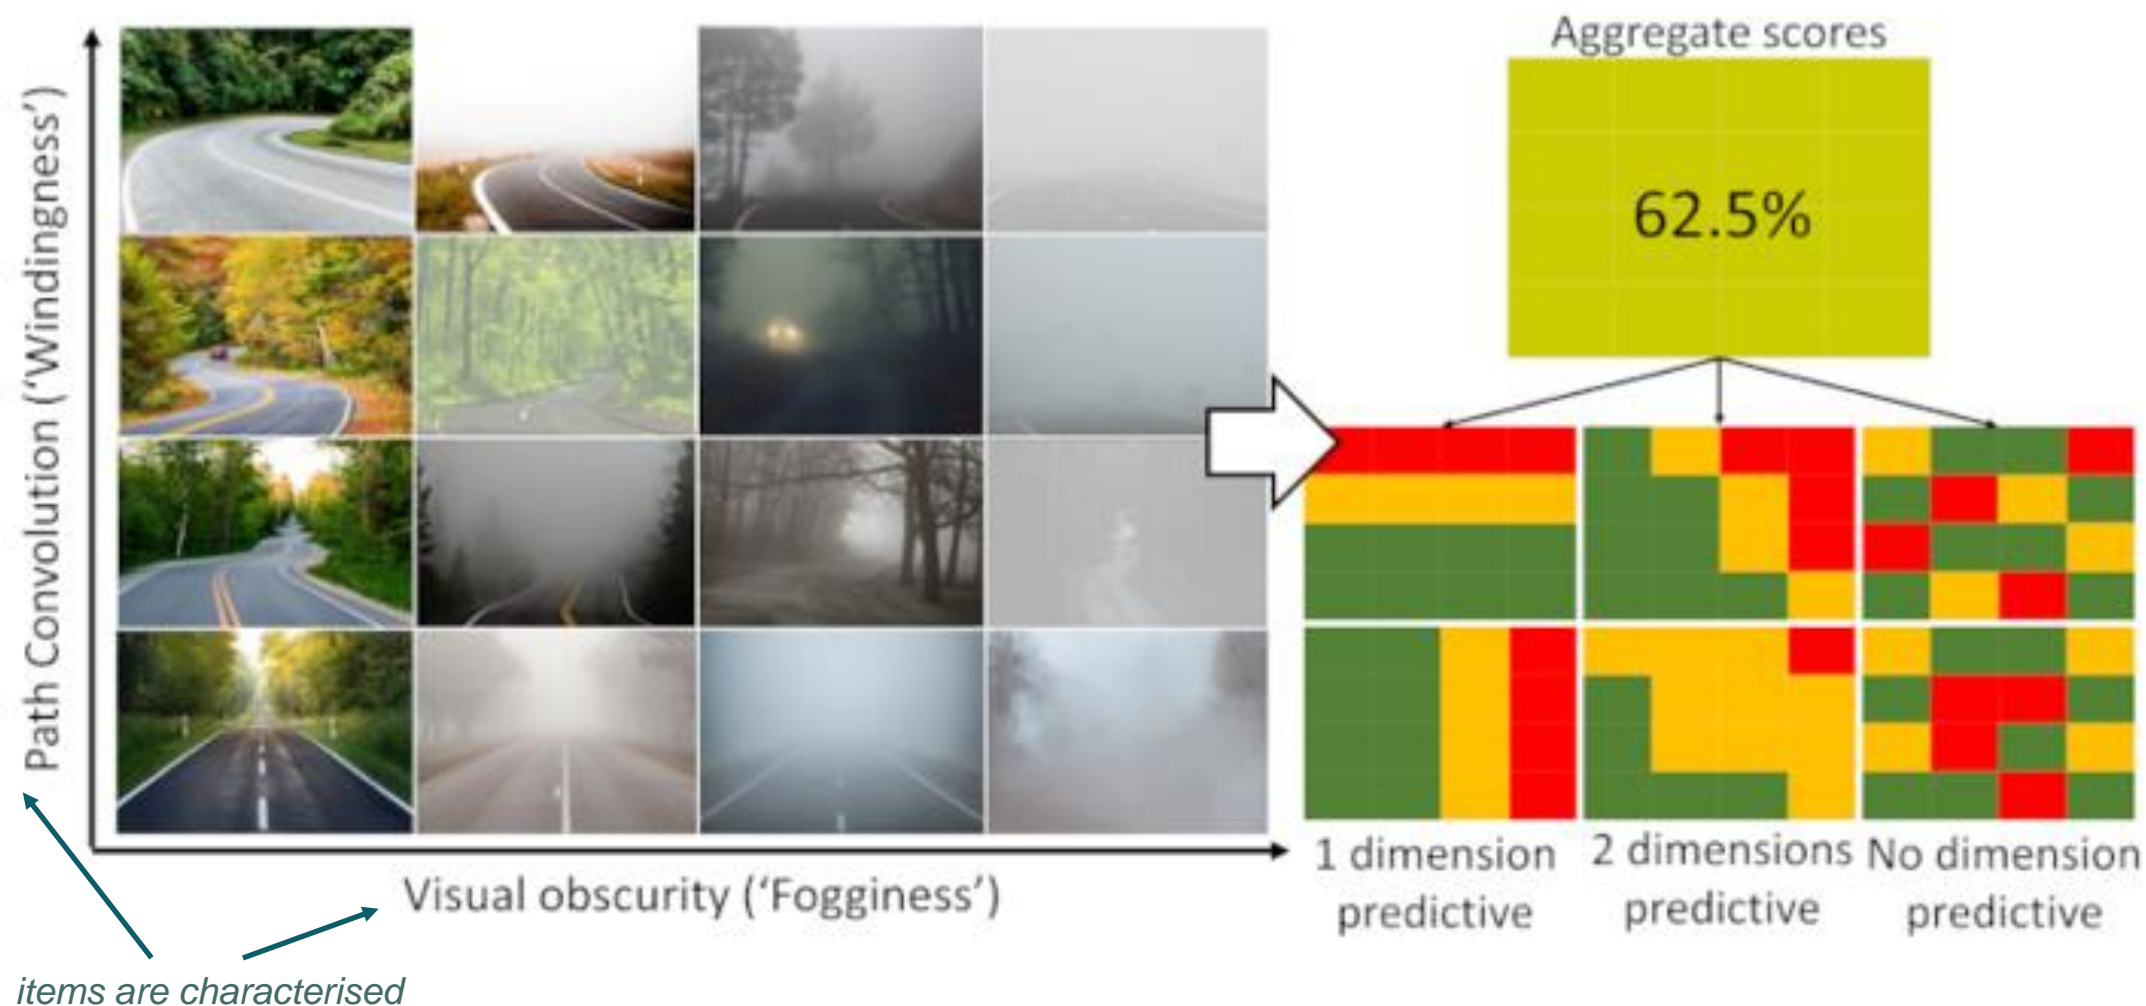 Path Convolution ('Windingness')
Visual obscurity ('Fogginess')
items are characterised
Aggregate scores
62.5%
1 dimension
predictive
2 dimensions
predictive
No dimension
predictive